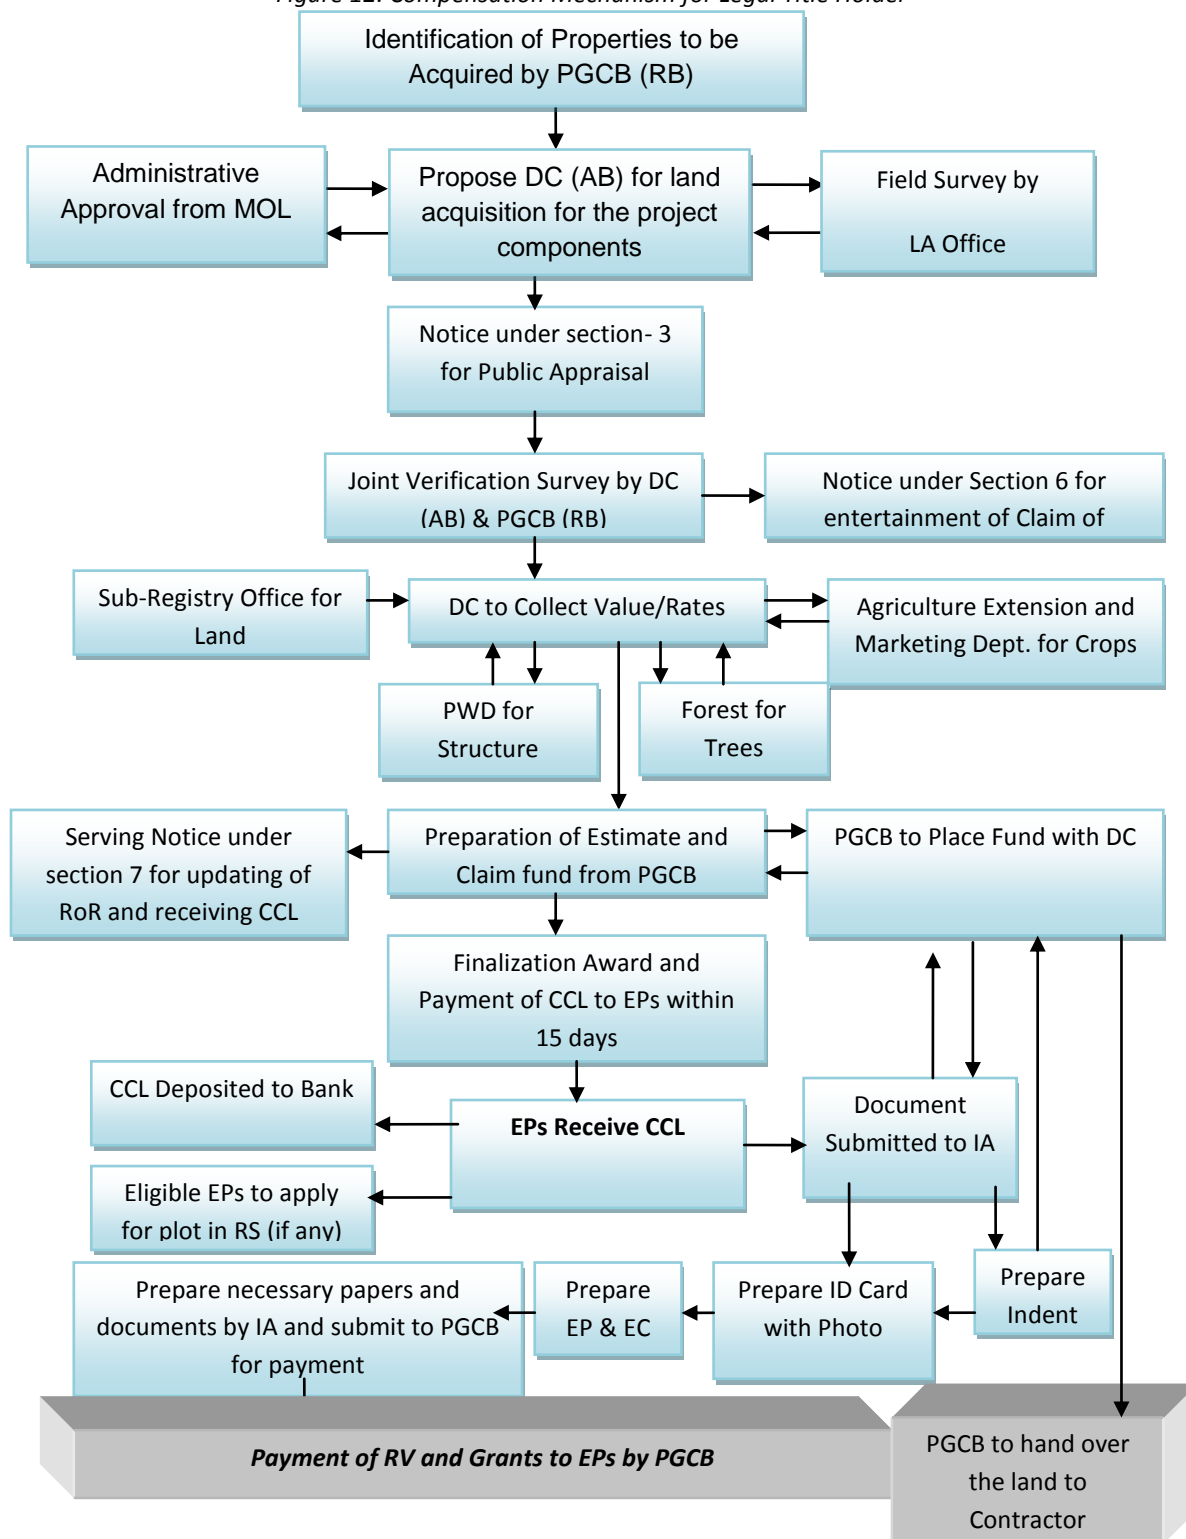 Figure 12: Compensation Mechanism for Legal Title Holder
Identification of Properties to be
Acquired by PGCB (RB)
Administrative
Approval from MOL
Propose DC (AB) for land
acquisition for the project
components
Field Survey by
LA Office
Notice under section- 3
for Public Appraisal
Joint Verification Survey by DC
(AB) & PGCB (RB)
Notice under Section 6 for
entertainment of Claim of
Sub-Registry Office for
Land
DC to Collect Value/Rates
Agriculture Extension and
Marketing Dept. for Crops
PWD for
Structure
Forest for
Trees
Serving Notice under
section 7 for updating of
RoR and receiving CCL
Preparation of Estimate and
Claim fund from PGCB
PGCB to Place Fund with DC
Finalization Award and
Payment of CCL to EPs within
15 days
CCL Deposited to Bank
EPs Receive CCL
Document
Submitted to IA
Eligible EPs to apply
for plot in RS (if any)
Prepare necessary papers and
documents by IA and submit to PGCB
for payment
Prepare
EP & EC
Prepare ID Card
with Photo
Prepare
Indent
Payment of RV and Grants to EPs by PGCB
PGCB to hand over
the land to
Contractor